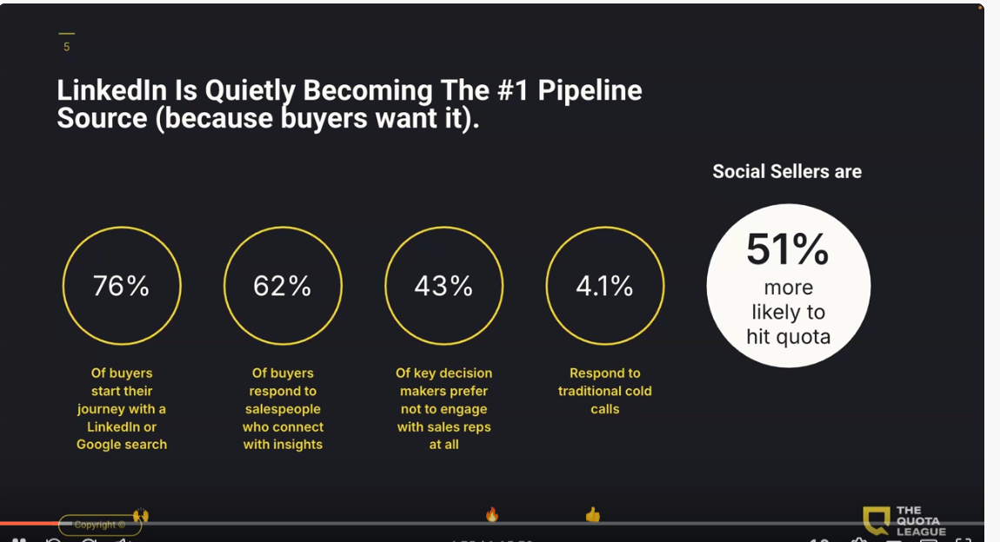 5
LinkedIn Is Quietly Becoming The #1 Pipeline
Source (because buyers want it).
Social Sellers are
76%
Of buyers
start their
journey with a
LinkedIn or
Google search
62%
Of buyers
respond to
salespeople
who connect
with insights
43%
Of key decision
makers prefer
not to engage
with sales reps
at all
4.1%
Respond to
traditional cold
calls
51%
more
likely to
hit quota
Copyright ©
THE
QUOTA
LEAGUE